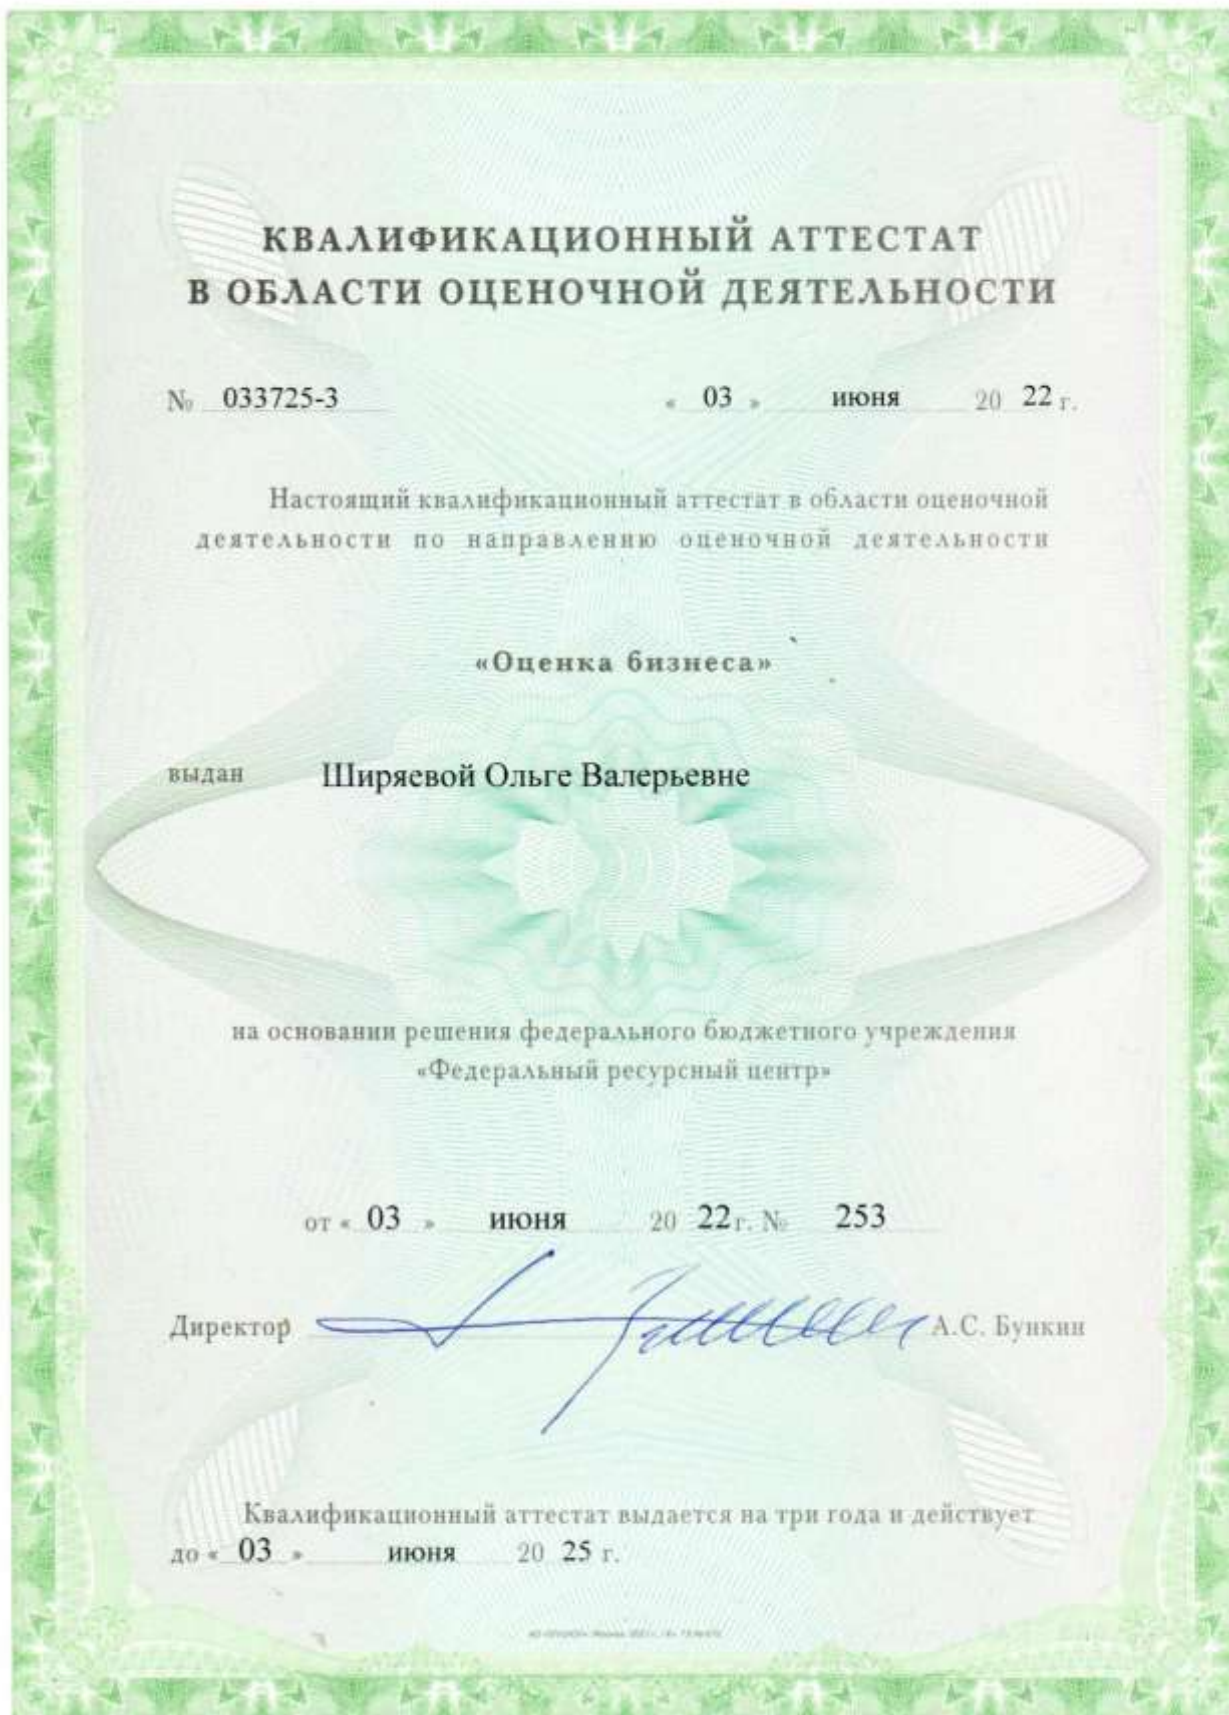 КВАЛИФИКАЦИОННЫЙ АТТЕСТАТ
В ОБЛАСТИ ОЦЕНОЧНОЙ ДЕЯТЕЛЬНОСТИ
№ 033725-3 « 03 » июня 20 22 г.
Настоящий квалификационный аттестат в области оценочной
деятельности по направлению оценочной деятельности
«Оценка бизнеса»
выдан Ширяевой Ольге Валерьевне
на основании решения федерального бюджетного учреждения
«Федеральный ресурсный центр»
от « 03 » июня 20 22 г. № 253
Директор А.С. Бункин
Квалификационный аттестат выдается на три года и действует
до « 03 » июня 20 25 г.